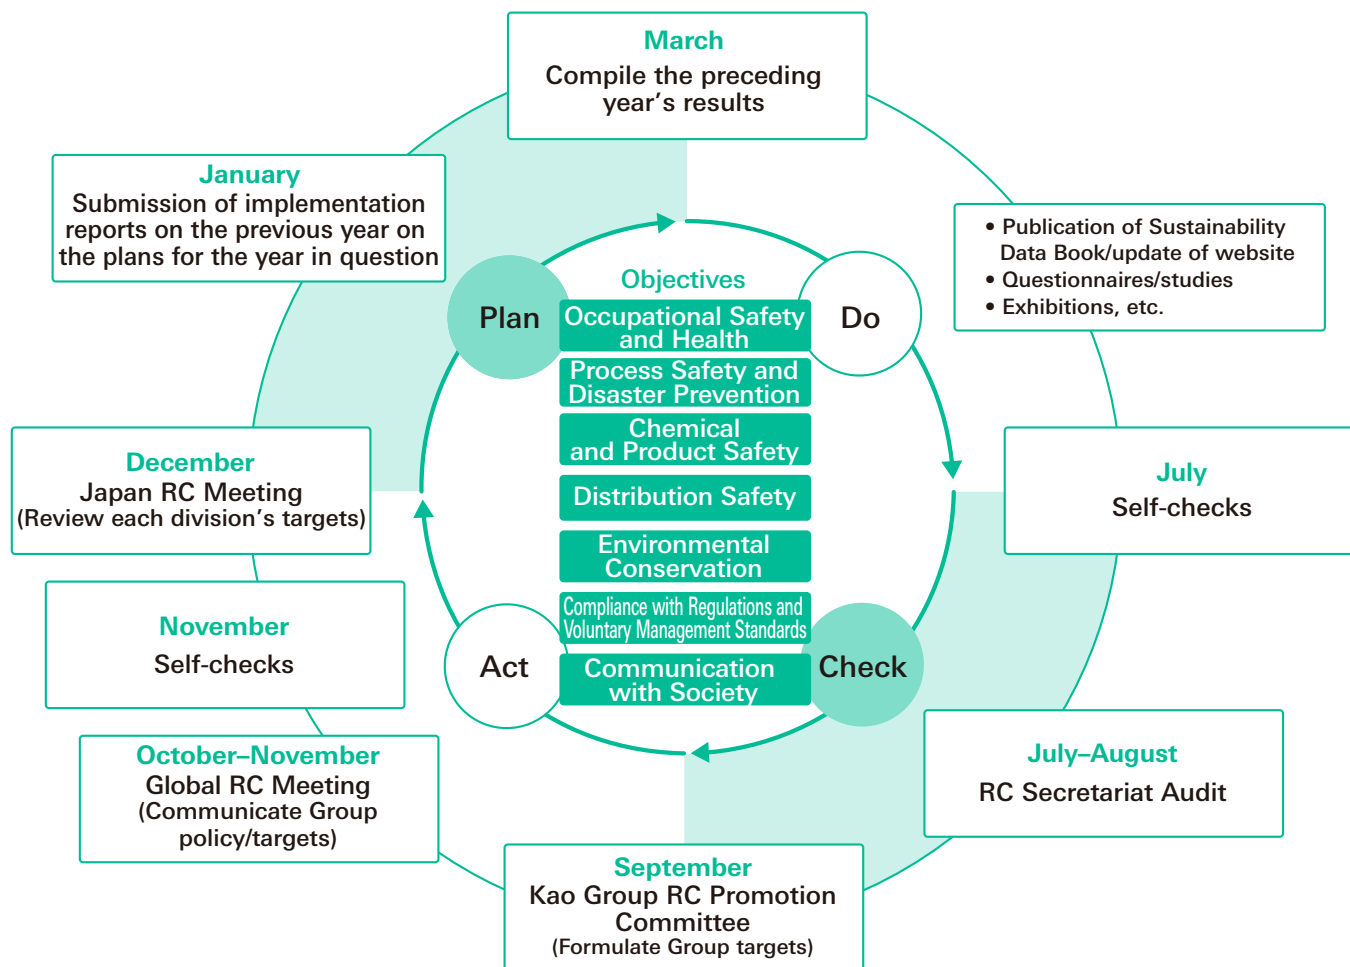 March
Compile the preceding
year’s results
January
Submission of implementation
reports on the previous year on
the plans for the year in question
• Publication of Sustainability
Data Book/update of website
• Questionnaires/studies
• Exhibitions, etc.
Plan
Do
Objectives
Occupational Safety
and Health
Process Safety and
Disaster Prevention
Chemical
and Product Safety
Distribution Safety
Environmental
Conservation
Compliance with Regulations and
Voluntary Management Standards
Communication
with Society
Act
Check
December
Japan RC Meeting
(Review each division’s targets)
July
Self-checks
November
Self-checks
October–November
Global RC Meeting
(Communicate Group
policy/targets)
July–August
RC Secretariat Audit
September
Kao Group RC Promotion
Committee
(Formulate Group targets)